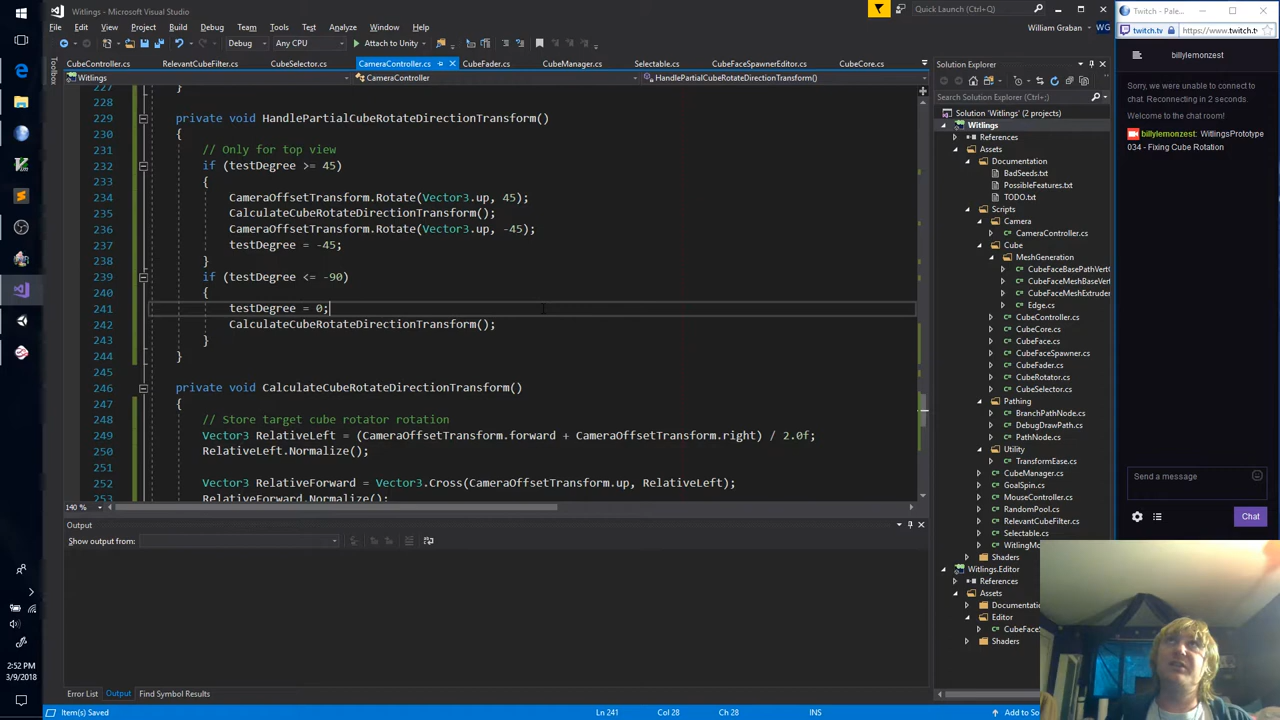 Witlings - Microsoft Visual Studio
Quick Launch (Ctrl+;)
File Edit View Project Build Debug Team Tools Test Analyze Window Help
William Graban WG
Debug Any CPU Attach to Unity
CubeController.cs RelevantCubeFilter.cs CubeSelector.cs CameraController.cs CubeFader.cs CubeManager.cs Selectable.cs CubeFaceSpawnerEditor.cs CubeCore.cs
Witlings CameraController HandlePartialCubeRotateDirectionTransform()
Toolbox
227 }
228
229 private void HandlePartialCubeRotateDirectionTransform()
230 {
231 // Only for top view
232 if (testDegree >= 45)
233 {
234 CameraOffsetTransform.Rotate(Vector3.up, 45);
235 CalculateCubeRotateDirectionTransform();
236 CameraOffsetTransform.Rotate(Vector3.up, -45);
237 testDegree = -45;
238 }
239 if (testDegree <= -90)
240 {
241 testDegree = 0;
242 CalculateCubeRotateDirectionTransform();
243 }
244 }
245
246 private void CalculateCubeRotateDirectionTransform()
247 {
248 // Store target cube rotator rotation
249 Vector3 RelativeLeft = (CameraOffsetTransform.forward + CameraOffsetTransform.right) / 2.0f;
250 RelativeLeft.Normalize();
251
252 Vector3 RelativeForward = Vector3.Cross(CameraOffsetTransform.up, RelativeLeft);
253 RelativeForward.Normalize();
140 %
Output
Show output from:
Error List Output Find Symbol Results
Item(s) Saved Ln 241 Col 28 Ch 28 INS Add to So
Solution Explorer
Search Solution Explorer (Ctrl+;)
Solution 'Witlings' (2 projects)
Witlings
References
Assets
Documentation
BadSeeds.txt
PossibleFeatures.txt
TODO.txt
Scripts
Camera
CameraController.cs
Cube
MeshGeneration
CubeFaceBasePathVert
CubeFaceMeshBaseVert
CubeFaceMeshExtruder
Edge.cs
CubeController.cs
CubeCore.cs
CubeFace.cs
CubeFaceSpawner.cs
CubeFader.cs
CubeRotator.cs
CubeSelector.cs
Pathing
BranchPathNode.cs
DebugDrawPath.cs
PathNode.cs
Utility
TransformEase.cs
CubeManager.cs
GoalSpin.cs
MouseController.cs
RandomPool.cs
RelevantCubeFilter.cs
Selectable.cs
WitlingMo
Shaders
Witlings.Editor
References
Assets
Documento
Editor
CubeFaceS
Shaders
Twitch - Pale...
twitch.tv https://www.twitch.tv
billylemonzest
Sorry, we were unable to connect to
chat. Reconnecting in 2 seconds.
Welcome to the chat room!
billylemonzest: WitlingsPrototype
034 - Fixing Cube Rotation
Send a message
Chat
2:52 PM
3/9/2018